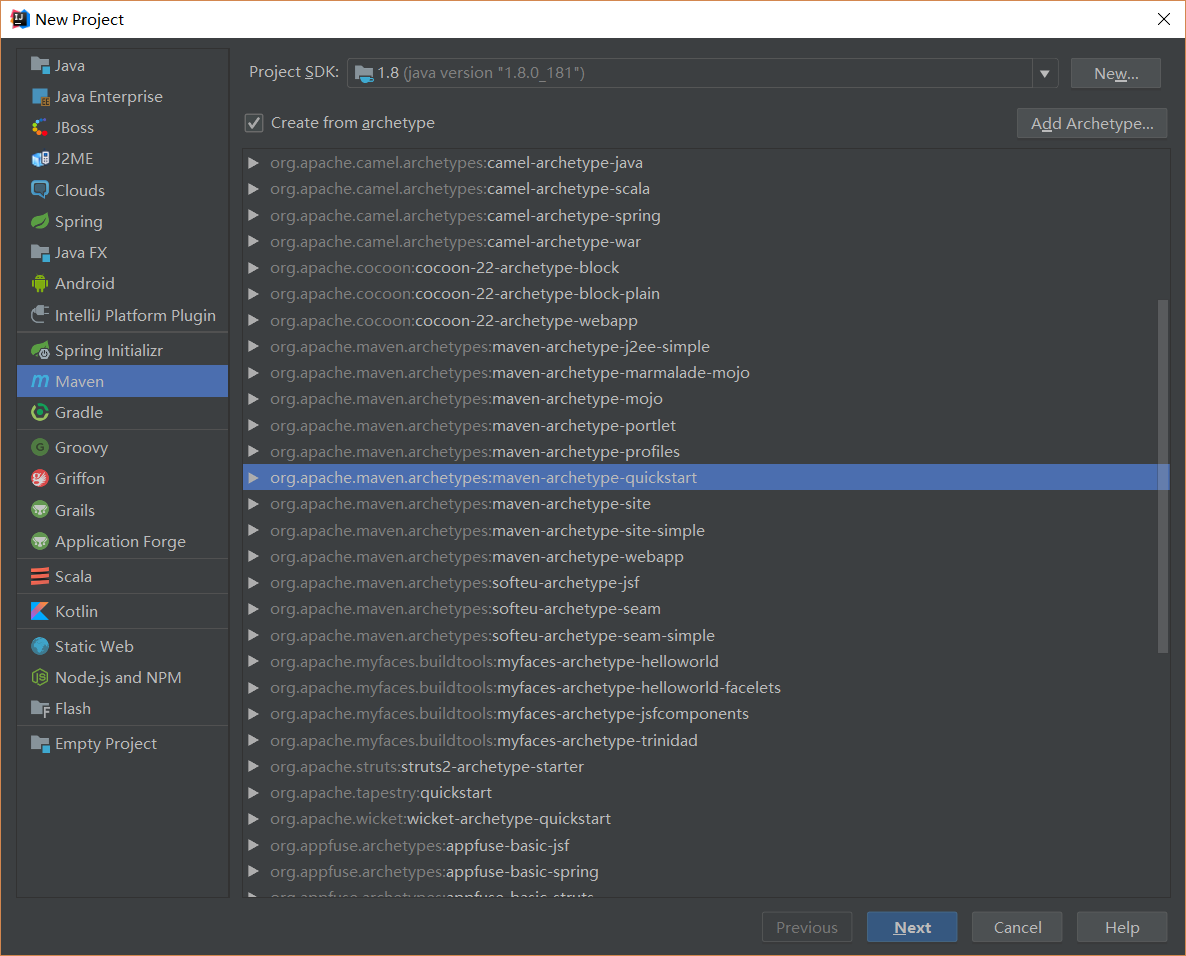 New Project
Java
Java Enterprise
JBoss
J2ME
Clouds
Spring
Java FX
Android
IntelliJ Platform Plugin
Spring Initializr
Maven
Gradle
Groovy
Griffon
Grails
Application Forge
Scala
Kotlin
Static Web
Node.js and NPM
Flash
Empty Project
Project SDK: 1.8 (java version "1.8.0_181") New...
Create from archetype Add Archetype...
org.apache.camel.archetypes:camel-archetype-java
org.apache.camel.archetypes:camel-archetype-scala
org.apache.camel.archetypes:camel-archetype-spring
org.apache.camel.archetypes:camel-archetype-war
org.apache.cocoon:cocoon-22-archetype-block
org.apache.cocoon:cocoon-22-archetype-block-plain
org.apache.cocoon:cocoon-22-archetype-webapp
org.apache.maven.archetypes:maven-archetype-j2ee-simple
org.apache.maven.archetypes:maven-archetype-marmalade-mojo
org.apache.maven.archetypes:maven-archetype-mojo
org.apache.maven.archetypes:maven-archetype-portlet
org.apache.maven.archetypes:maven-archetype-profiles
org.apache.maven.archetypes:maven-archetype-quickstart
org.apache.maven.archetypes:maven-archetype-site
org.apache.maven.archetypes:maven-archetype-site-simple
org.apache.maven.archetypes:maven-archetype-webapp
org.apache.maven.archetypes:softeu-archetype-jsf
org.apache.maven.archetypes:softeu-archetype-seam
org.apache.maven.archetypes:softeu-archetype-seam-simple
org.apache.myfaces.buildtools:myfaces-archetype-helloworld
org.apache.myfaces.buildtools:myfaces-archetype-helloworld-facelets
org.apache.myfaces.buildtools:myfaces-archetype-jsfcomponents
org.apache.myfaces.buildtools:myfaces-archetype-trinidad
org.apache.struts:struts2-archetype-starter
org.apache.tapestry:quickstart
org.apache.wicket:wicket-archetype-quickstart
org.appfuse.archetypes:appfuse-basic-jsf
org.appfuse.archetypes:appfuse-basic-spring
org.appfuse.archetypes:appfuse-basic-struts
Previous Next Cancel Help